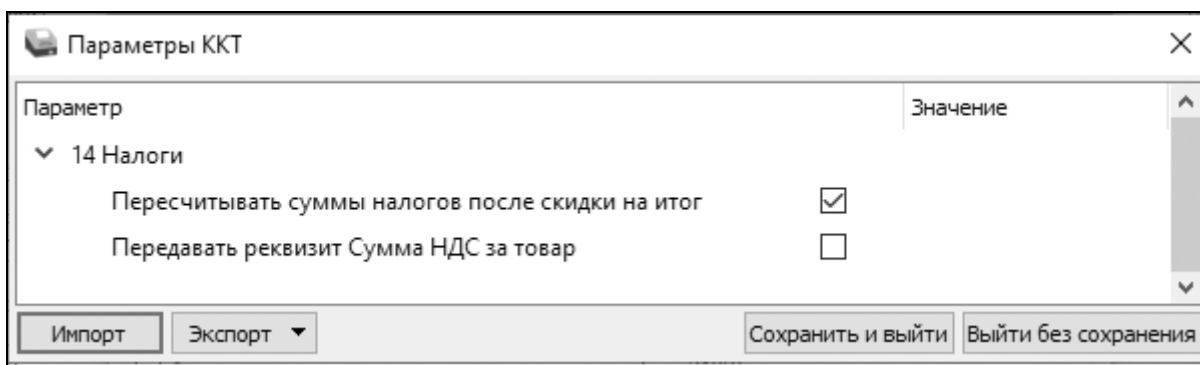 Параметры ККТ
Параметр Значение
14 Налоги
Пересчитывать суммы налогов после скидки на итог
Передавать реквизит Сумма НДС за товар
Импорт Экспорт Сохранить и выйти Выйти без сохранения